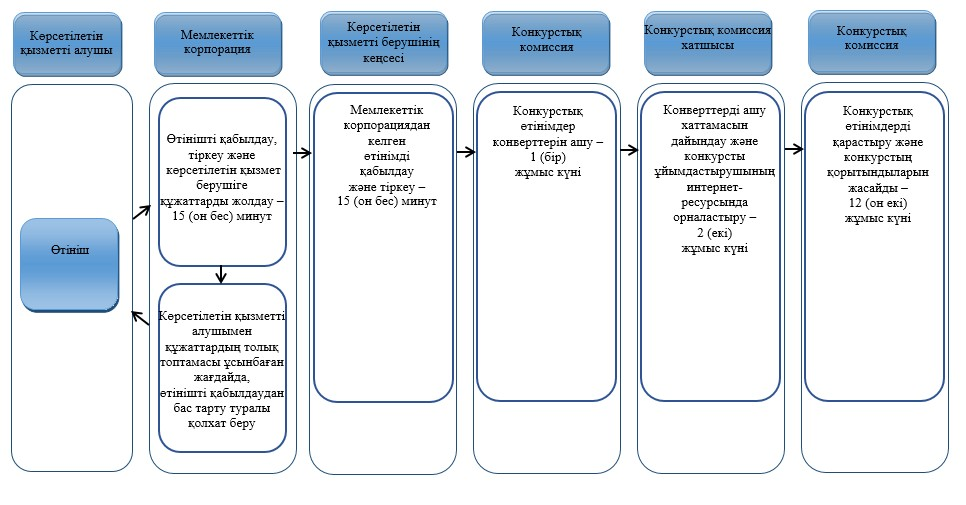 Көрсетілетін
қызметті алушы
Мемлекеттік
корпорация
Көрсетілетін
қызметті берушінің
кеңсесі
Конкурстық
комиссия
Конкурстық комиссия
хатшысы
Конкурстық
комиссия
Өтініш
Өтінішті қабылдау,
тіркеу және
көрсетілетін қызмет
берушіге
құжаттарды жолдау –
15 (он бес) минут
Көрсетілетін қызметті
алушымен
құжаттардың толық
топтамасы ұсынбаған
жағдайда,
өтінішті қабылдаудан
бас тарту туралы
қолхат беру
Мемлекеттік
корпорациядан
келген
өтінімді
қабылдау
және тіркеу –
15 (он бес) минут
Конкурстық
өтінімдер
конверттерін ашу –
1 (бір)
жұмыс күні
Конверттерді ашу
хаттамасын
дайындау және
конкурсты
ұйымдастырушының
интернет-
ресурсында
орналастыру –
2 (екі)
жұмыс күні
Конкурстық
өтінімдерді
қарастыру және
конкурстың
қорытындыларын
жасайды –
12 (он екі)
жұмыс күні